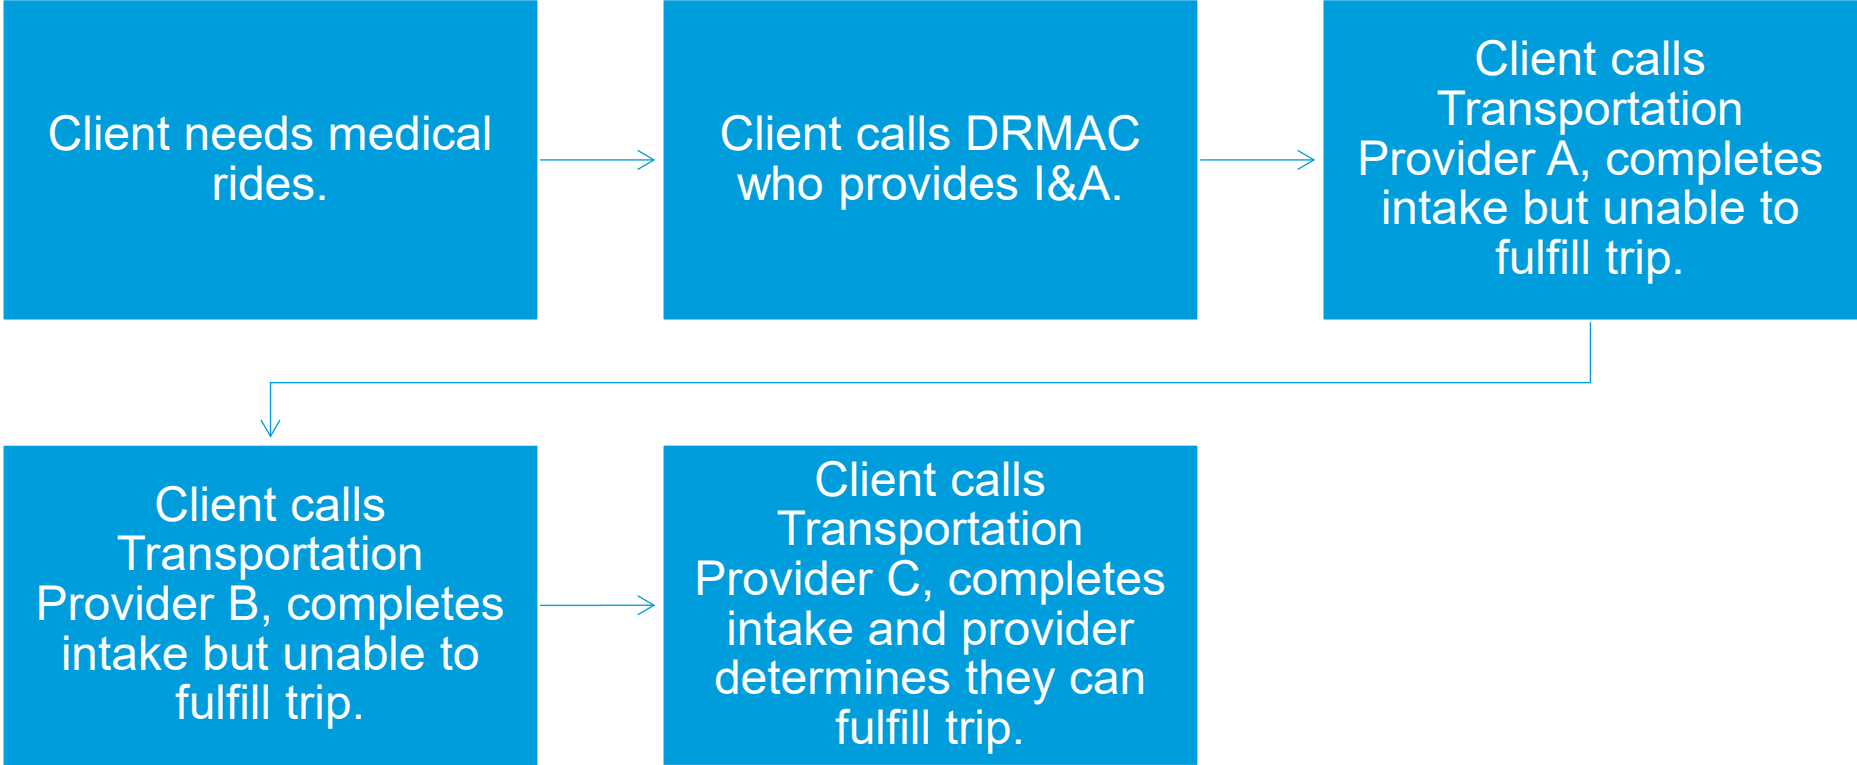 Client needs medical
rides.
Client calls DRMAC
who provides I&A.
Client calls
Transportation
Provider A, completes
intake but unable to
fulfill trip.
Client calls
Transportation
Provider B, completes
intake but unable to
fulfill trip.
Client calls
Transportation
Provider C, completes
intake and provider
determines they can
fulfill trip.